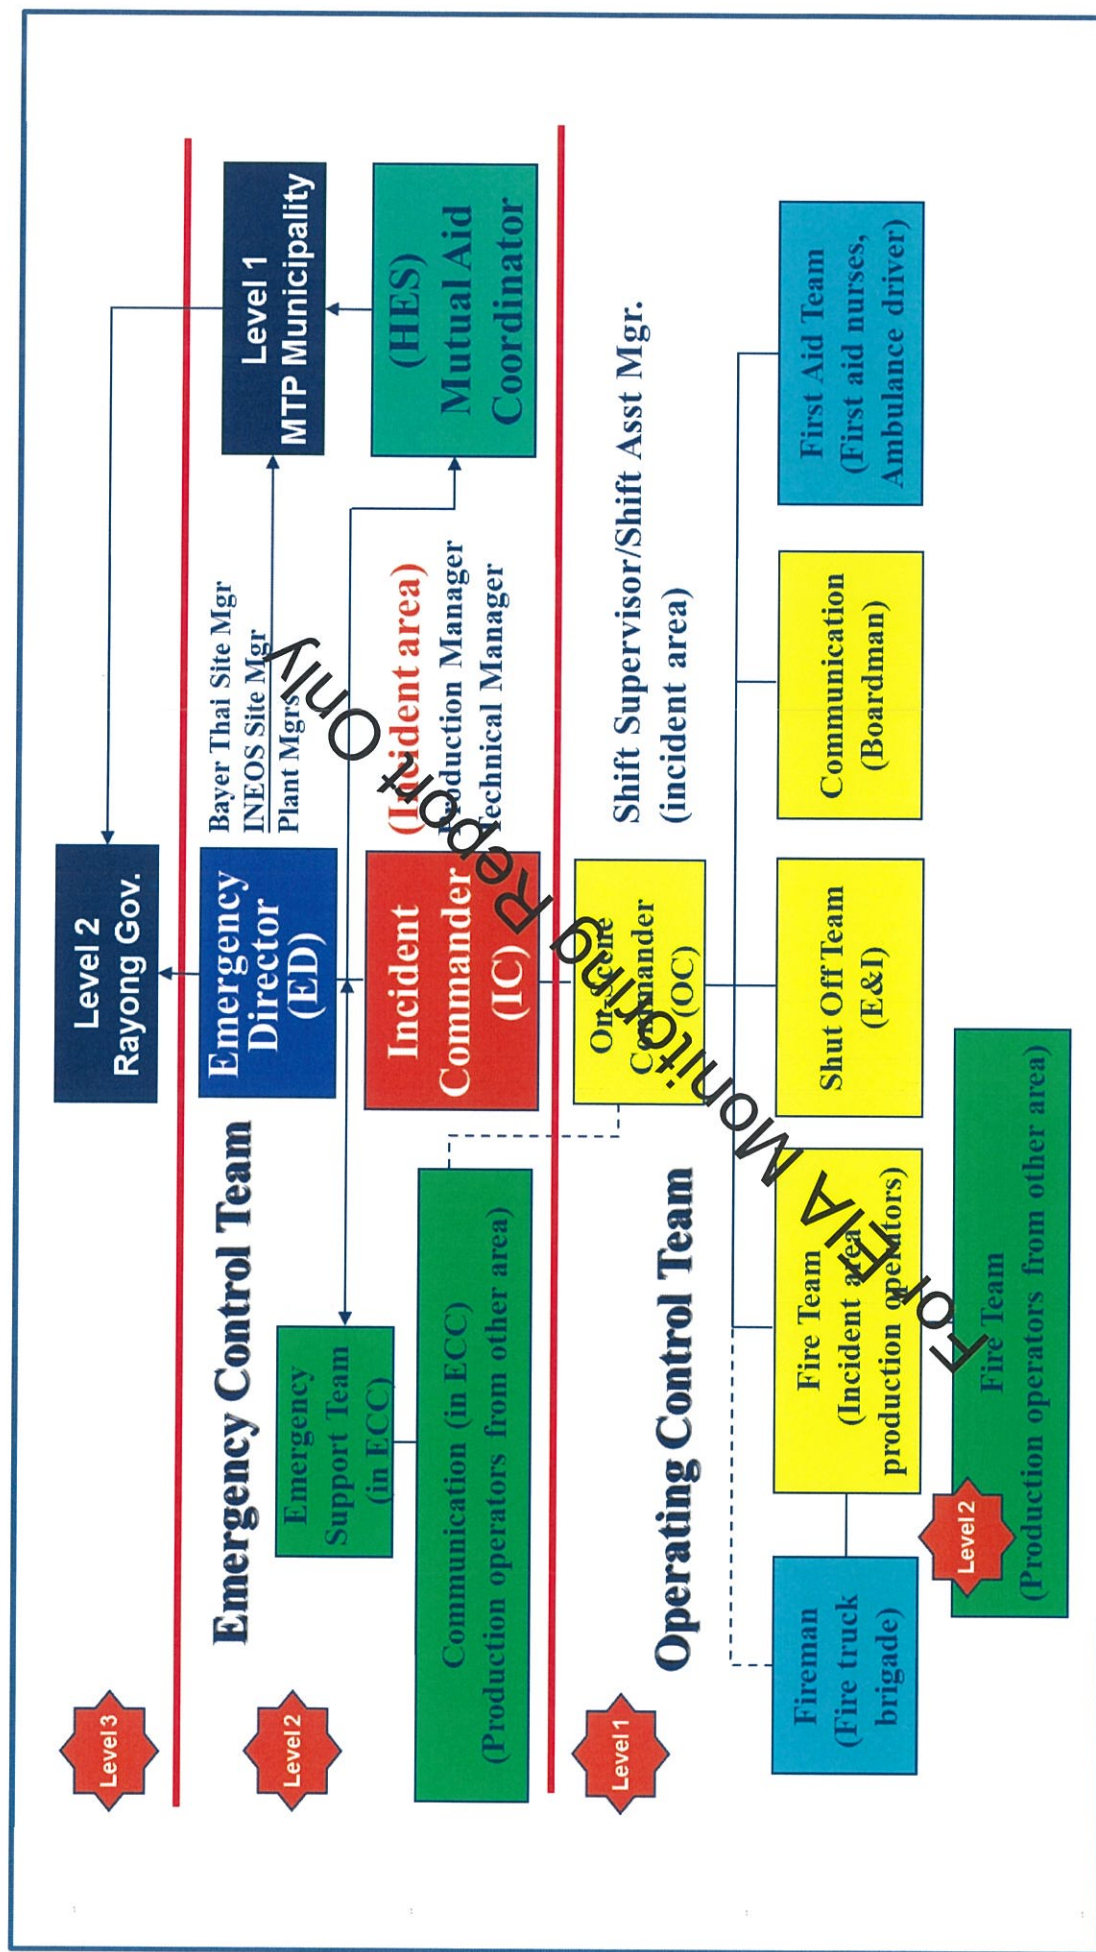 Level 3
Level 2
Rayong Gov.
Emergency Control Team
Level 2
Emergency
Director
(ED)
Bayer Thai Site Mgr
INEOS Site Mgr
Plant Mgrs
Level 1
MTP Municipality
Emergency
Support Team
(in ECC)
Incident
Commander
(IC)
(Incident area)
Production Manager
Technical Manager
(HES)
Mutual Aid
Coordinator
Communication (in ECC)
(Production operators from other area)
Level 1
Operating Control Team
On-Scene
Commander
(OC)
Shift Supervisor/Shift Asst Mgr.
(incident area)
Fireman
(Fire truck
brigade)
Fire Team
(Incident area
production operators)
Shut Off Team
(E&I)
Communication
(Boardman)
First Aid Team
(First aid nurses,
Ambulance driver)
Level 2
Fire Team
(Production operators from other area)
For EIA Monitoring Report Only